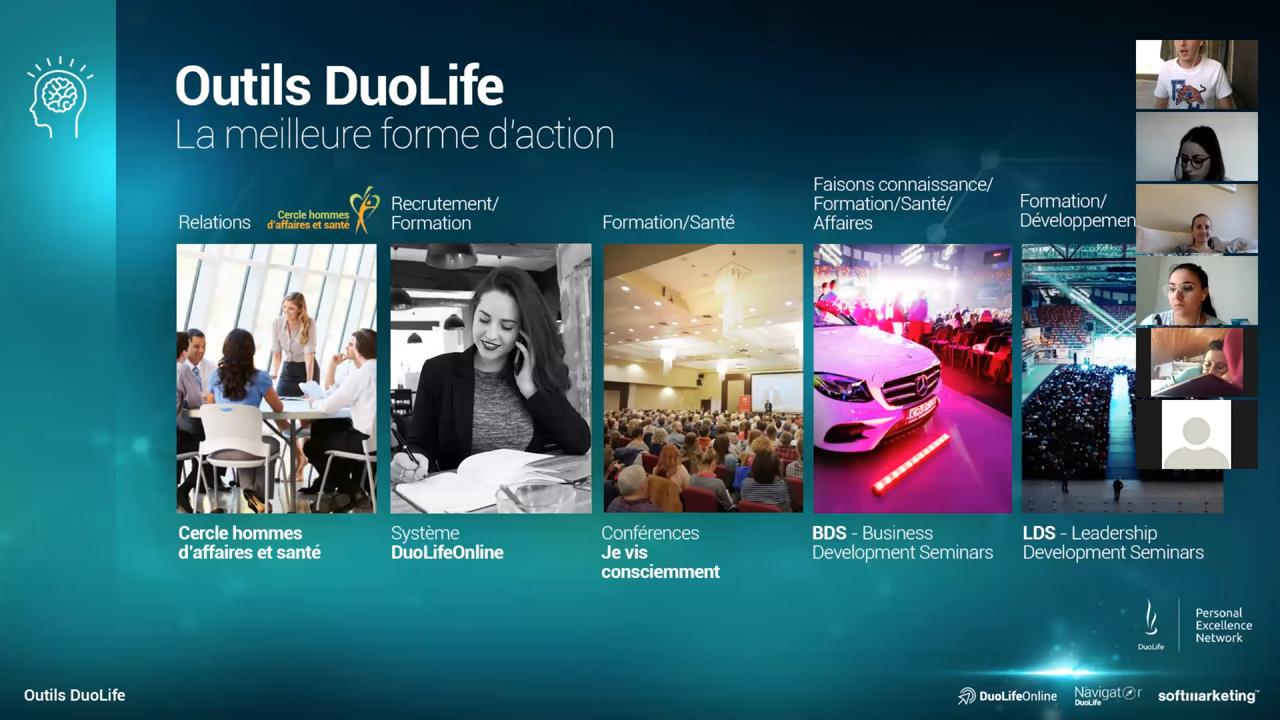 Outils DuoLife
La meilleure forme d'action
Relations
Cercle hommes
d'affaires et santé
Recrutement/
Formation
Formation/Santé
Faisons connaissance/
Formation/Santé/
Affaires
Formation/
Développemen
Cercle hommes
d'affaires et santé
Système
DuoLifeOnline
Conférences
Je vis
consciemment
BDS - Business
Development Seminars
LDS - Leadership
Development Seminars
DuoLife
Personal
Excellence
Network
Outils DuoLife
DuoLifeOnline
Navigator
DuoLife
softmarketing™